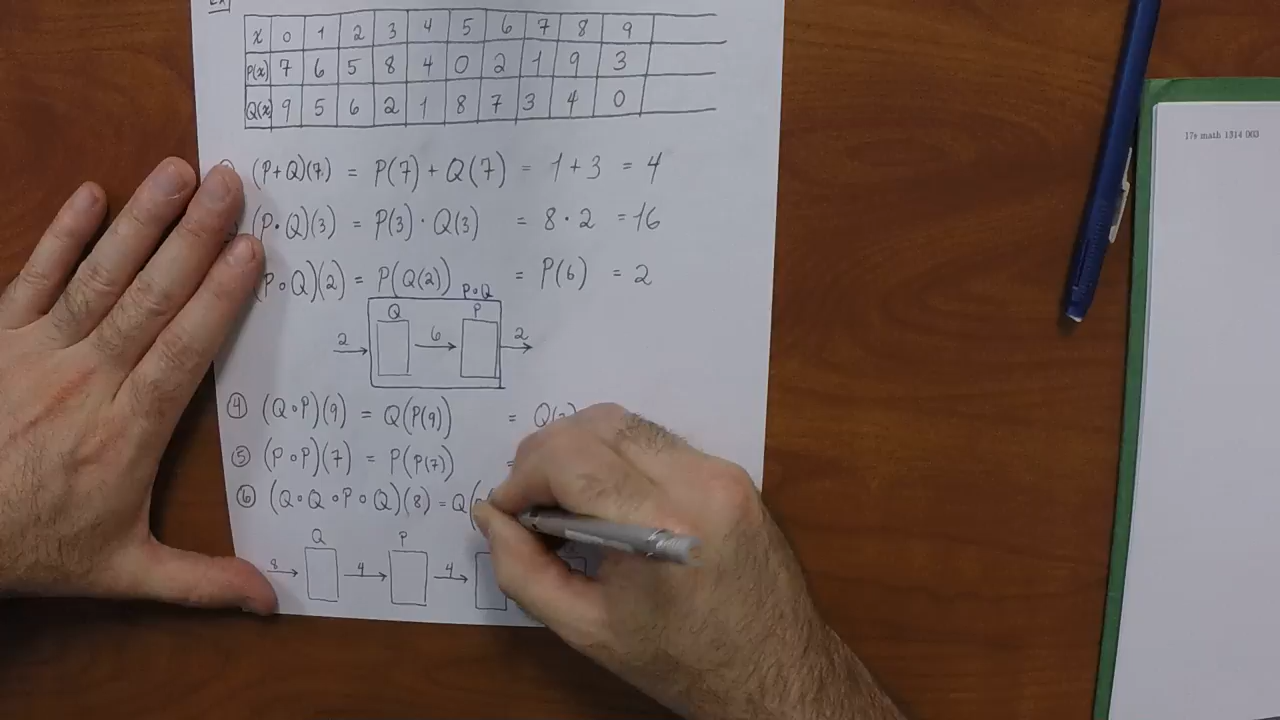 x 0 1 2 3 4 5 6 7 8 9
P(x) 7 6 5 8 4 0 2 1 9 3
Q(x) 9 5 6 2 1 8 7 3 4 0
(P+Q)(7) = P(7) + Q(7) = 1 + 3 = 4
(P • Q)(3) = P(3) • Q(3) = 8 • 2 = 16
P∘Q)(2) = P(Q(2)) = P(6) = 2
P∘Q
Q P
2 6 2
④ (Q∘P)(9) = Q(P(9)) = Q(
⑤ (P∘P)(7) = P(P(7)) =
⑥ (Q∘Q∘P∘Q)(8) = Q(
Q P
8 4 4
17s math 1314 003